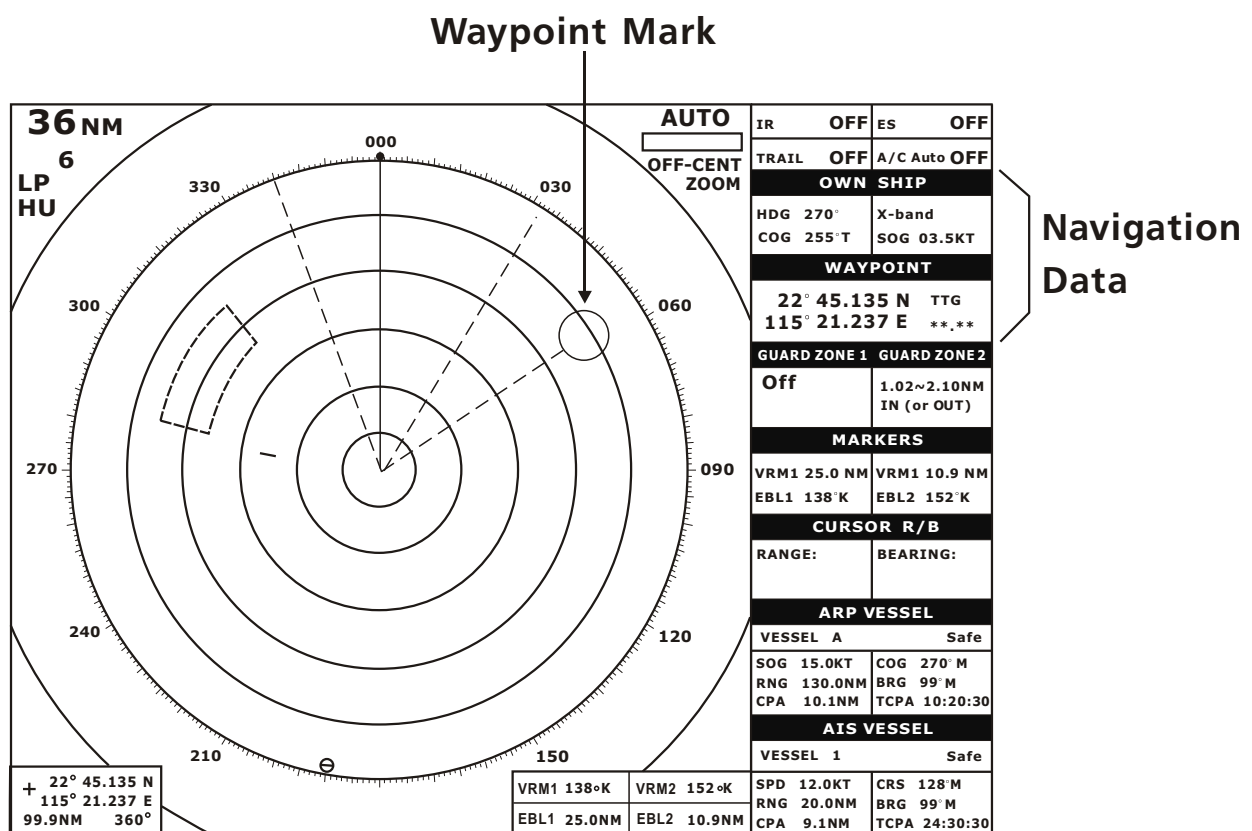 Waypoint Mark
36 NM
6
LP
HU
AUTO
OFF-CENT
ZOOM
000
030
060
090
120
150
210
240
270
300
330
+ 22° 45.135 N
115° 21.237 E
99.9NM 360°
VRM1 138°K VRM2 152°K
EBL1 25.0NM EBL2 10.9NM
IR OFF ES OFF
TRAIL OFF A/C Auto OFF
OWN SHIP
HDG 270° X-band
COG 255°T SOG 03.5KT
WAYPOINT
22° 45.135 N TTG
115° 21.237 E **.**
GUARD ZONE 1 GUARD ZONE 2
Off 1.02~2.10NM
IN (or OUT)
MARKERS
VRM1 25.0 NM VRM1 10.9 NM
EBL1 138°K EBL2 152°K
CURSOR R/B
RANGE: BEARING:
ARP VESSEL
VESSEL A Safe
SOG 15.0KT COG 270°M
RNG 130.0NM BRG 99°M
CPA 10.1NM TCPA 10:20:30
AIS VESSEL
VESSEL 1 Safe
SPD 12.0KT CRS 128°M
RNG 20.0NM BRG 99°M
CPA 9.1NM TCPA 24:30:30
Navigation
Data